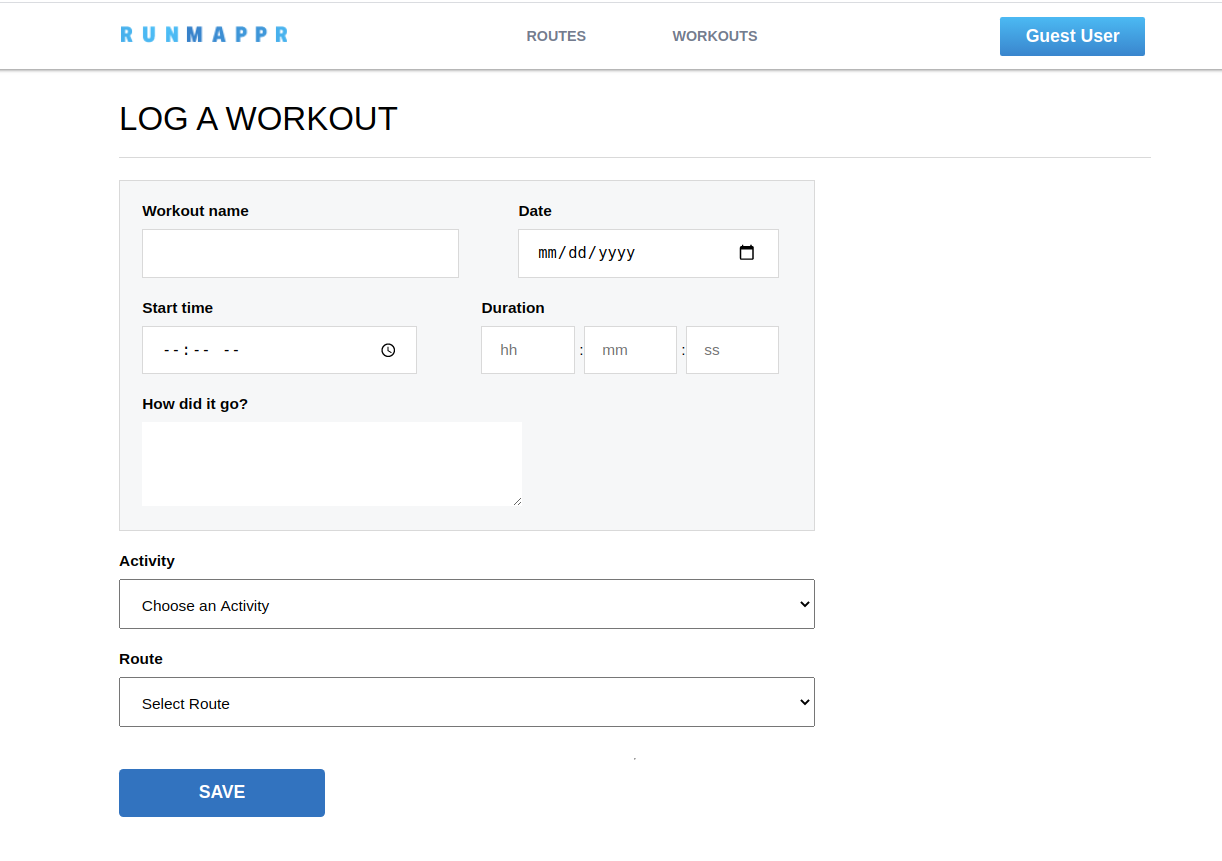 RUNMAPPR ROUTES WORKOUTS Guest User
LOG A WORKOUT
Workout name Date
mm/dd/yyyy
Start time Duration
--:-- -- hh : mm : ss
How did it go?
Activity
Choose an Activity
Route
Select Route
SAVE